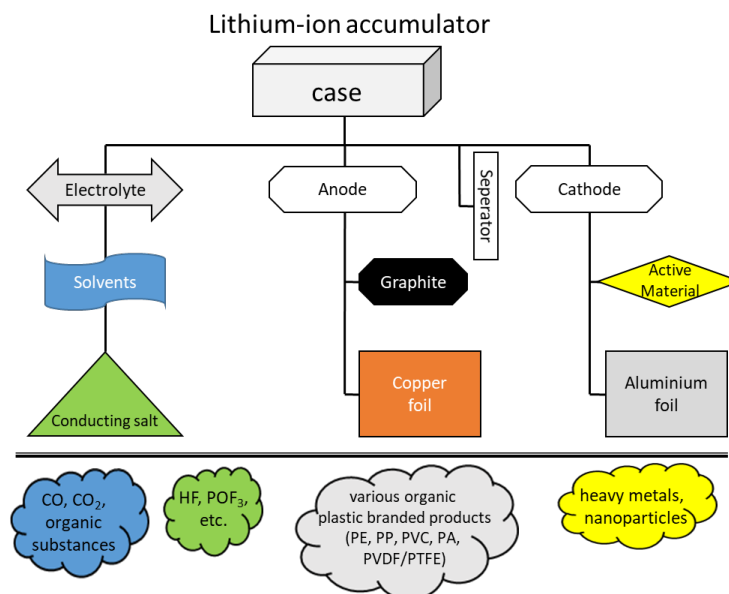 Lithium-ion accumulator
case
Electrolyte
Anode
Seperator
Cathode
Solvents
Graphite
Active
Material
Conducting salt
Copper
foil
Aluminium
foil
CO, CO₂,
organic
substances
HF, POF₃,
etc.
various organic
plastic branded products
(PE, PP, PVC, PA,
PVDF/PTFE)
heavy metals,
nanoparticles